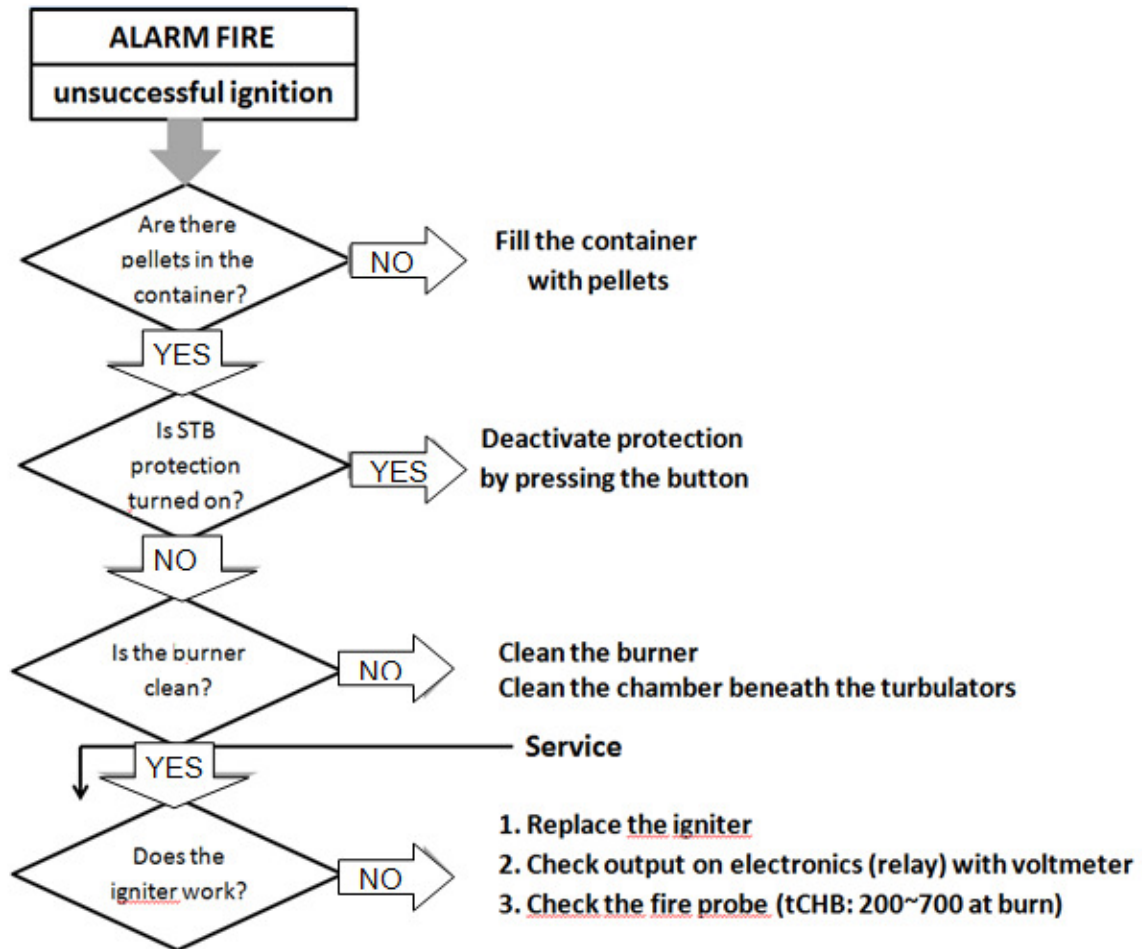 ALARM FIRE
unsuccessful ignition
Are there
pellets in the
container?
NO
Fill the container
with pellets
YES
Is STB
protection
turned on?
YES
Deactivate protection
by pressing the button
NO
Is the burner
clean?
NO
Clean the burner
Clean the chamber beneath the turbulators
Service
YES
Does the
igniter work?
NO
1. Replace the igniter
2. Check output on electronics (relay) with voltmeter
3. Check the fire probe (tCHB: 200~700 at burn)